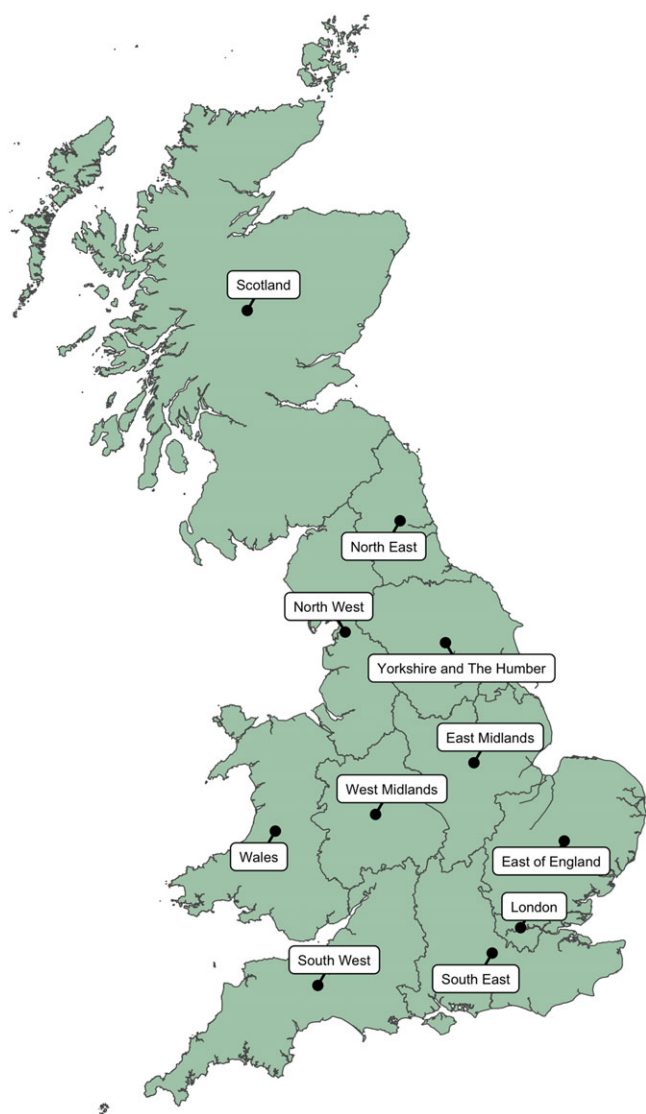 Scotland
North East
North West
Yorkshire and The Humber
East Midlands
West Midlands
Wales
East of England
London
South West
South East